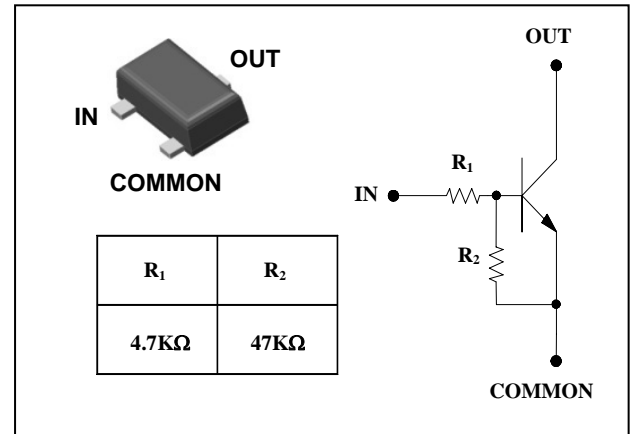 OUT
IN
COMMON
R₁ R₂
4.7KΩ 47KΩ
OUT
R₁
IN
R₂
COMMON